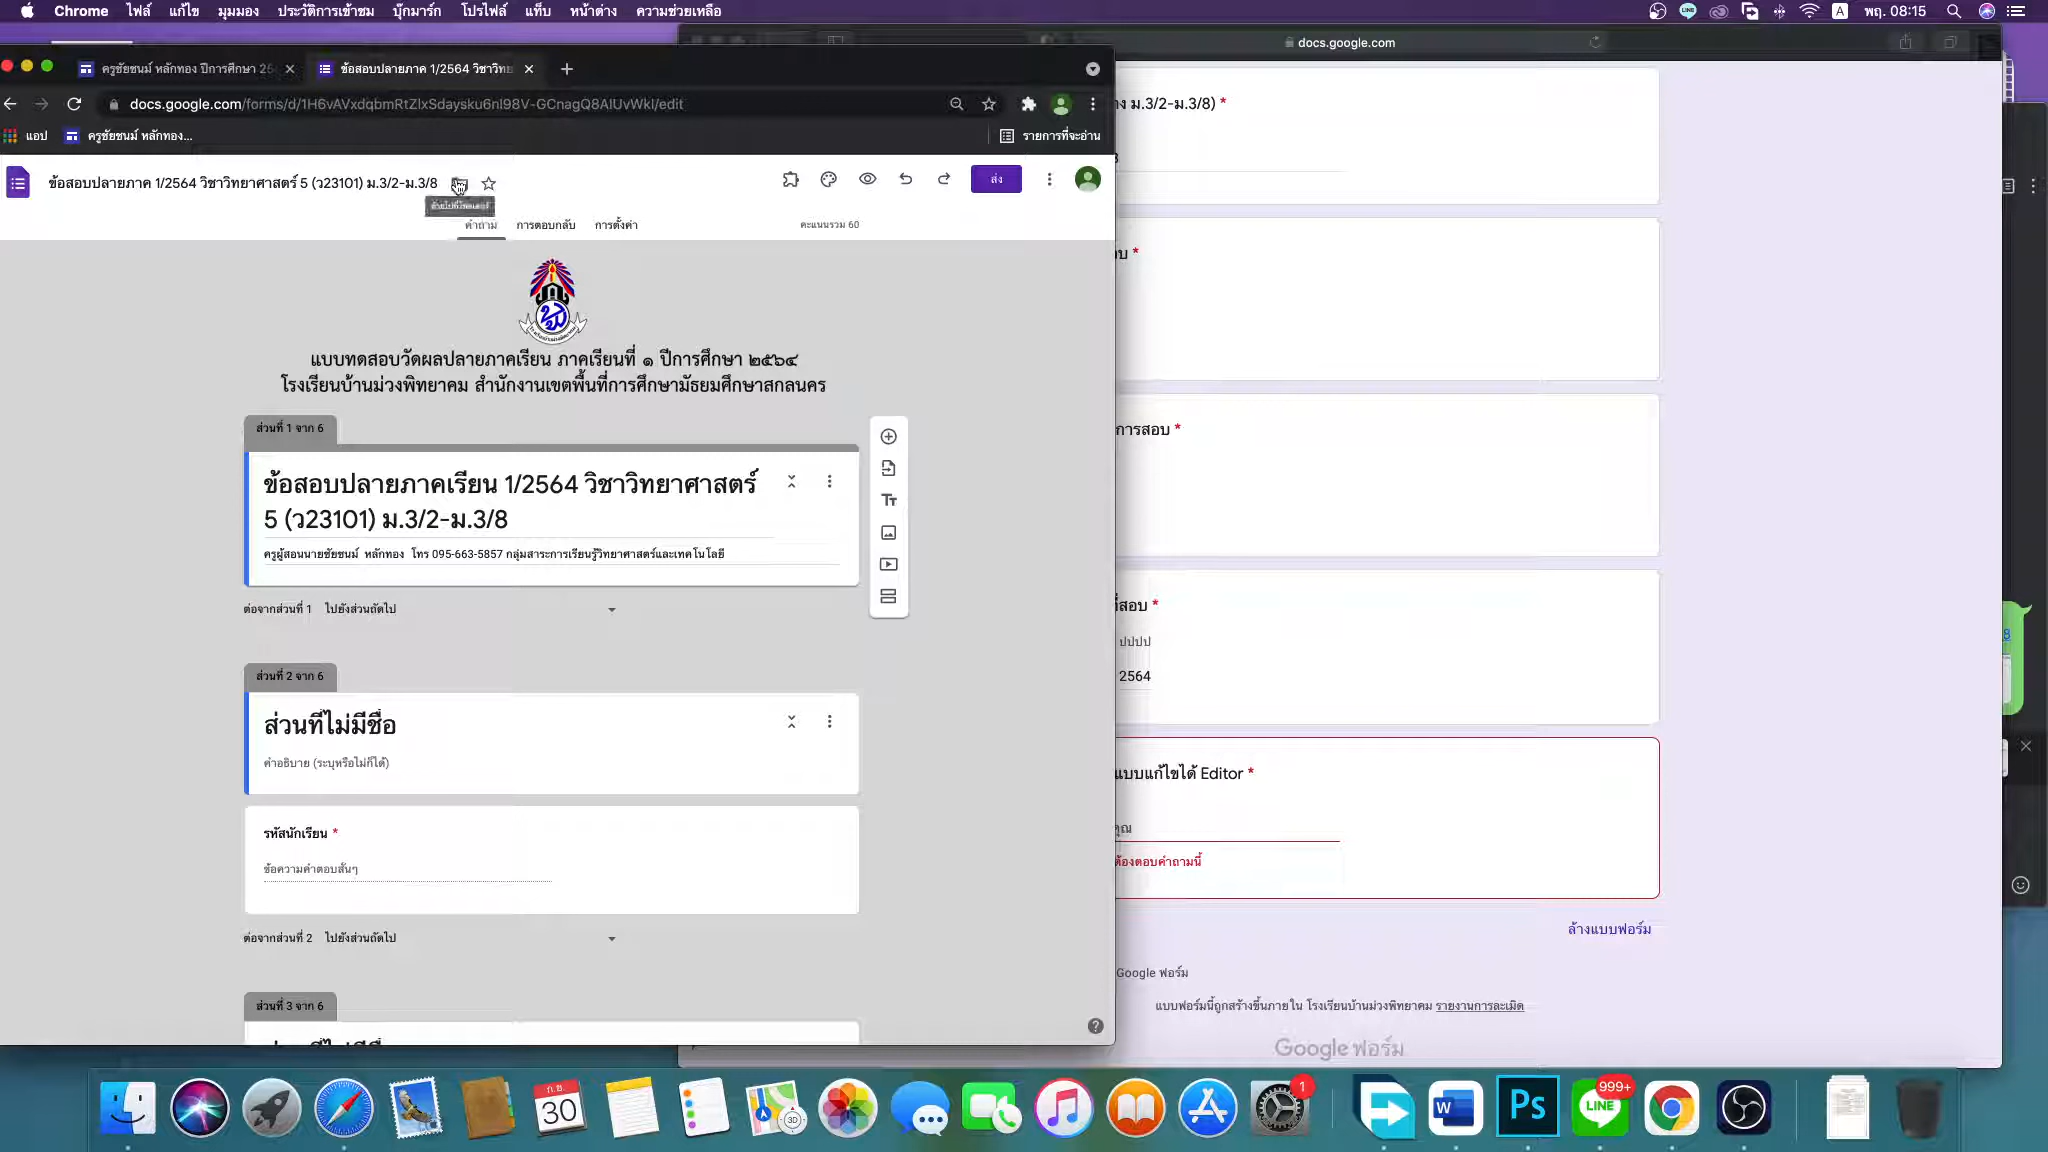 Chrome ไฟล์ แก้ไข มุมมอง ประวัติการเข้าชม บุ๊กมาร์ก โปรไฟล์ แท็บ หน้าต่าง ความช่วยเหลือ
A พฤ. 08:15
docs.google.com
ครูชัยชนม์ หลักทอง ปีการศึกษา 25
ข้อสอบปลายภาค 1/2564 วิชาวิทย
docs.google.com/forms/d/1H6vAVxdqbmRtZlxSdaysku6nl98V-GCnagQ8AlUvWkI/edit
แอป ครูชัยชนม์ หลักทอง...
รายการที่จะอ่าน
ข้อสอบปลายภาค 1/2564 วิชาวิทยาศาสตร์ 5 (ว23101) ม.3/2-ม.3/8
ส่ง
คำถาม การตอบกลับ การตั้งค่า
คะแนนรวม 60
แบบทดสอบวัดผลปลายภาคเรียน ภาคเรียนที่ ๑ ปีการศึกษา ๒๕๖๔
โรงเรียนบ้านม่วงพิทยาคม สำนักงานเขตพื้นที่การศึกษามัธยมศึกษาสกลนคร
ส่วนที่ 1 จาก 6
ข้อสอบปลายภาคเรียน 1/2564 วิชาวิทยาศาสตร์
5 (ว23101) ม.3/2-ม.3/8
ครูผู้สอนนายชัยชนม์ หลักทอง โทร 095-663-5857 กลุ่มสาระการเรียนรู้วิทยาศาสตร์และเทคโนโลยี
ต่อจากส่วนที่ 1 ไปยังส่วนถัดไป
ส่วนที่ 2 จาก 6
ส่วนที่ไม่มีชื่อ
คำอธิบาย (ระบุหรือไม่ก็ได้)
รหัสนักเรียน *
ข้อความคำตอบสั้นๆ
ต่อจากส่วนที่ 2 ไปยังส่วนถัดไป
ส่วนที่ 3 จาก 6
ม.3/2-ม.3/8) *
การสอบ *
ที่สอบ *
ปปปป
2564
แบบแก้ไขได้ Editor *
คุณ
ต้องตอบคำถามนี้
ล้างแบบฟอร์ม
Google ฟอร์ม
แบบฟอร์มนี้ถูกสร้างขึ้นภายใน โรงเรียนบ้านม่วงพิทยาคม รายงานการละเมิด
Google ฟอร์ม
8
ก.ย.
30
3D
1
W
Ps
999+
LINE